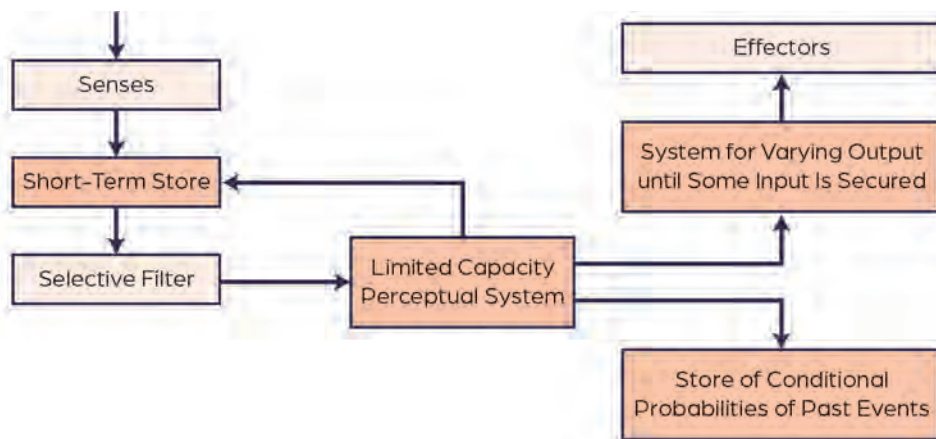 Senses
Short-Term Store
Selective Filter
Limited Capacity
Perceptual System
Effectors
System for Varying Output
until Some Input Is Secured
Store of Conditional
Probabilities of Past Events